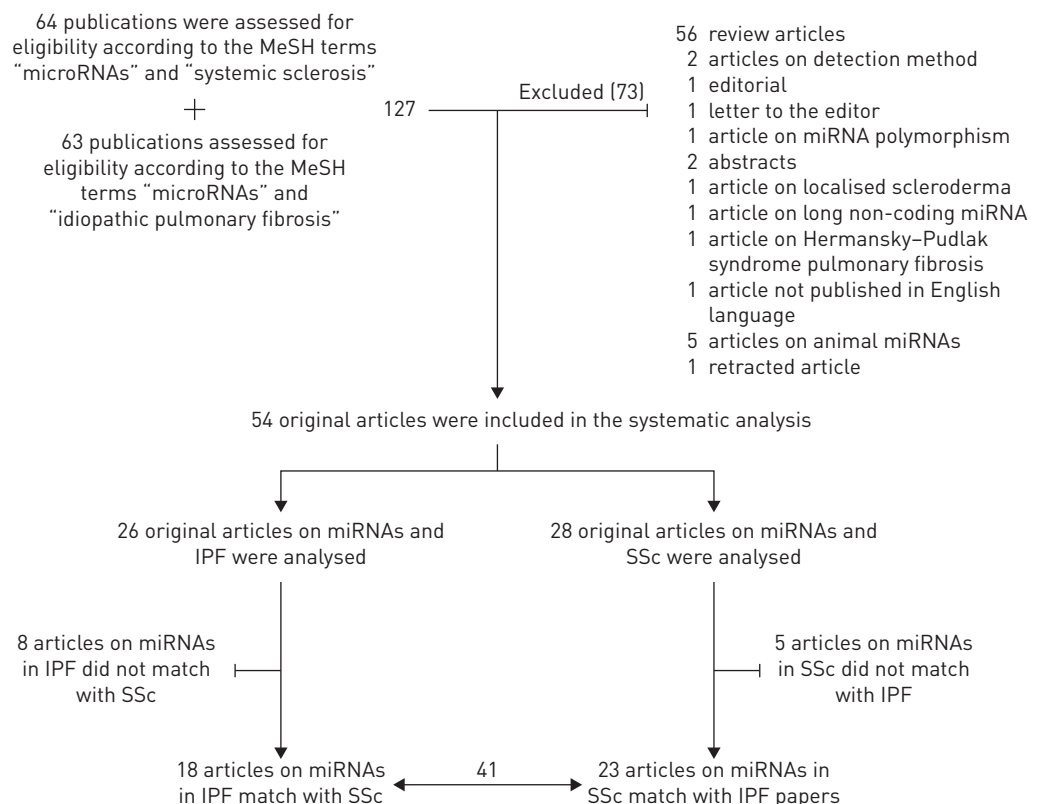 64 publications were assessed for
eligibility according to the MeSH terms
“microRNAs” and “systemic sclerosis”
+
63 publications assessed for
eligibility according to the MeSH
terms “microRNAs” and
“idiopathic pulmonary fibrosis”
127
Excluded (73)
56 review articles
2 articles on detection method
1 editorial
1 letter to the editor
1 article on miRNA polymorphism
2 abstracts
1 article on localised scleroderma
1 article on long non-coding miRNA
1 article on Hermansky–Pudlak
syndrome pulmonary fibrosis
1 article not published in English
language
5 articles on animal miRNAs
1 retracted article
54 original articles were included in the systematic analysis
26 original articles on miRNAs and
IPF were analysed
28 original articles on miRNAs and
SSc were analysed
8 articles on miRNAs
in IPF did not match
with SSc
5 articles on miRNAs
in SSc did not match
with IPF
18 articles on miRNAs
in IPF match with SSc
41
23 articles on miRNAs in
SSc match with IPF papers